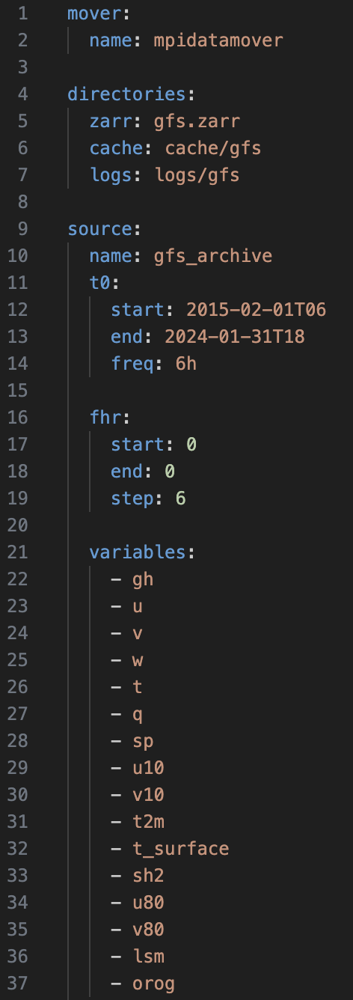 1 mover:
2   name: mpidatamover
3
4 directories:
5   zarr: gfs.zarr
6   cache: cache/gfs
7   logs: logs/gfs
8
9 source:
10   name: gfs_archive
11   t0:
12     start: 2015-02-01T06
13     end: 2024-01-31T18
14     freq: 6h
15
16   fhr:
17     start: 0
18     end: 0
19     step: 6
20
21   variables:
22     - gh
23     - u
24     - v
25     - w
26     - t
27     - q
28     - sp
29     - u10
30     - v10
31     - t2m
32     - t_surface
33     - sh2
34     - u80
35     - v80
36     - lsm
37     - orog